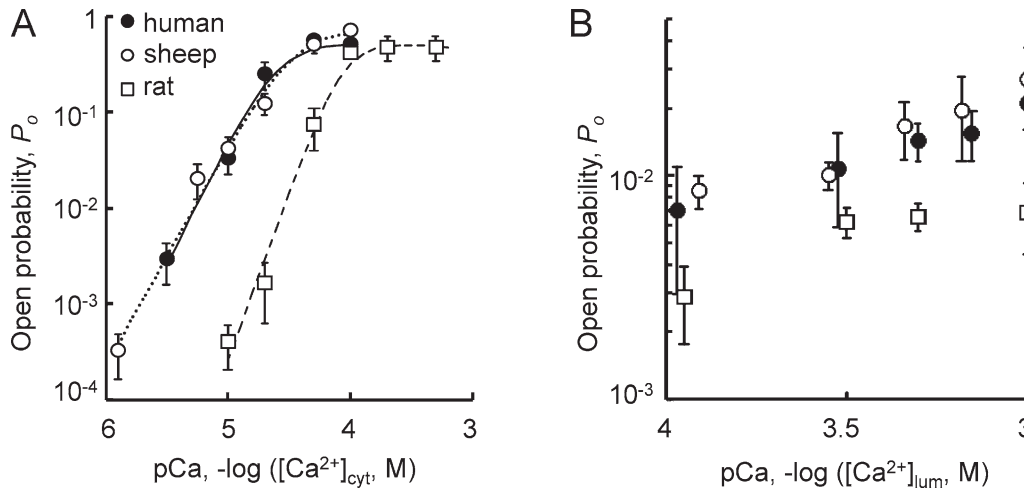 A
● human
○ sheep
□ rat
1
10⁻¹
10⁻²
10⁻³
10⁻⁴
Open probability, Pₒ
6 5 4 3
pCa, -log ([Ca²⁺]cyt, M)
B
10⁻²
10⁻³
Open probability, Pₒ
4 3.5 3
pCa, -log ([Ca²⁺]lum, M)